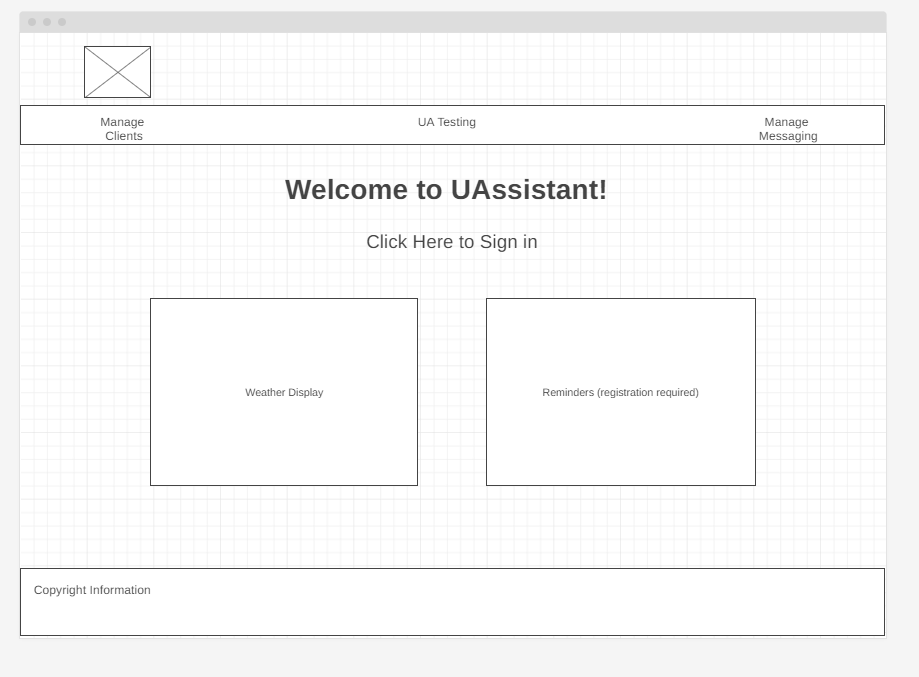 Manage
Clients
UA Testing
Manage
Messaging
Welcome to UAssistant!
Click Here to Sign in
Weather Display
Reminders (registration required)
Copyright Information